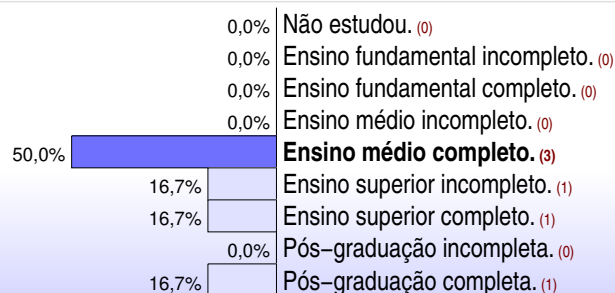 0,0% Não estudou. (0)
0,0% Ensino fundamental incompleto. (0)
0,0% Ensino fundamental completo. (0)
0,0% Ensino médio incompleto. (0)
50,0% Ensino médio completo. (3)
16,7% Ensino superior incompleto. (1)
16,7% Ensino superior completo. (1)
0,0% Pós−graduação incompleta. (0)
16,7% Pós−graduação completa. (1)